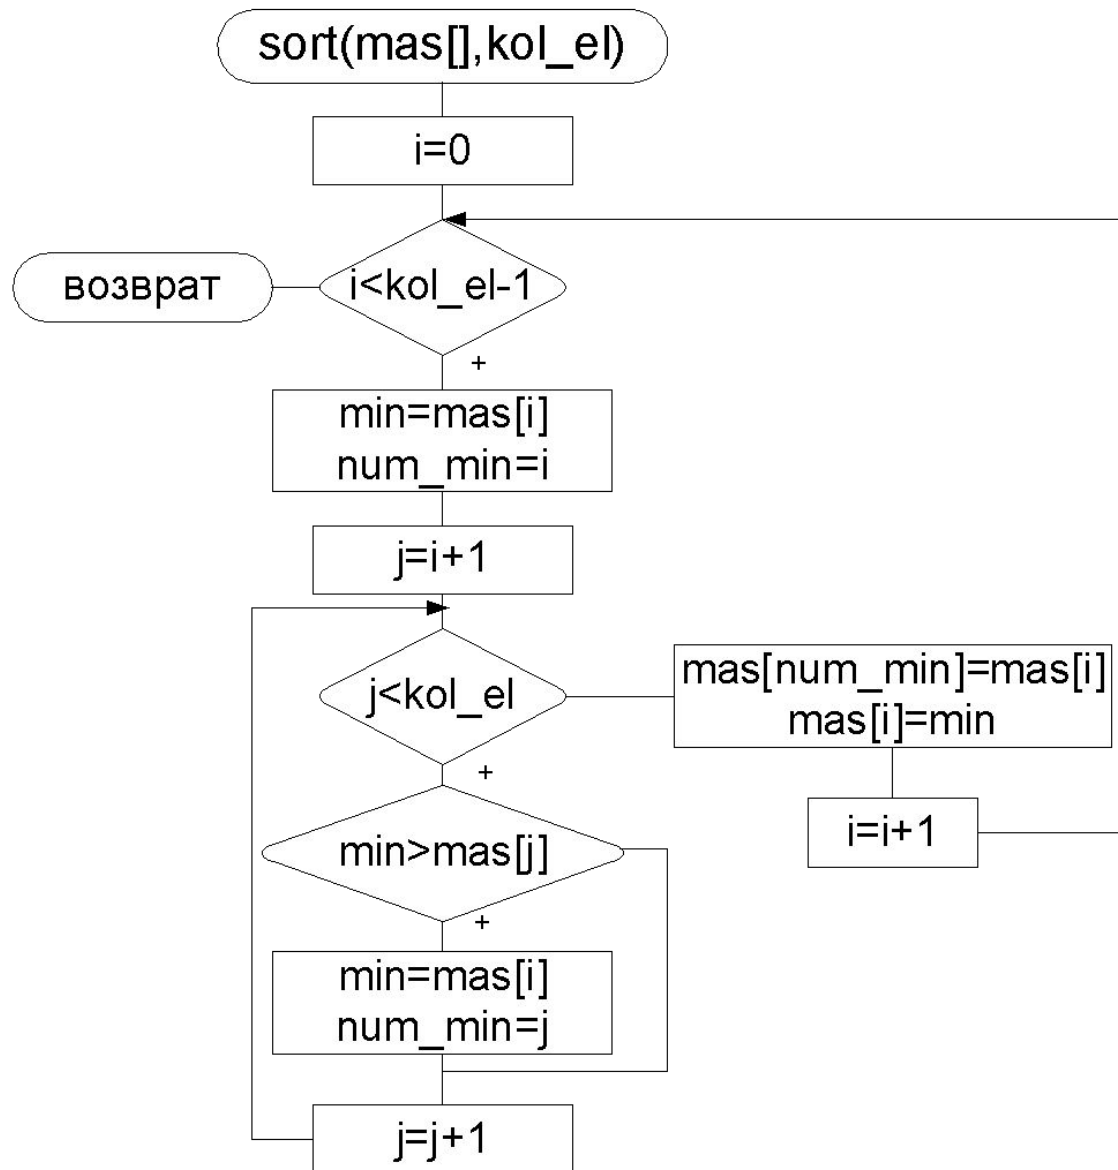 sort(mas[],kol_el)
i=0
возврат
i<kol_el-1
+
min=mas[i]
num_min=i
j=i+1
j<kol_el
mas[num_min]=mas[i]
mas[i]=min
+
i=i+1
min>mas[j]
+
min=mas[i]
num_min=j
j=j+1